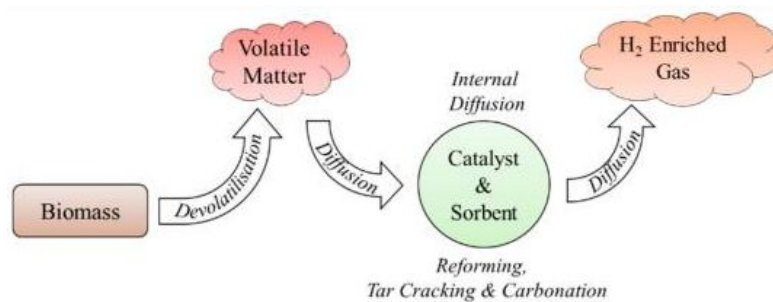 Biomass
Devolatilisation
Volatile
Matter
Diffusion
Internal
Diffusion
Catalyst
&
Sorbent
Reforming,
Tar Cracking & Carbonation
Diffusion
H₂ Enriched
Gas